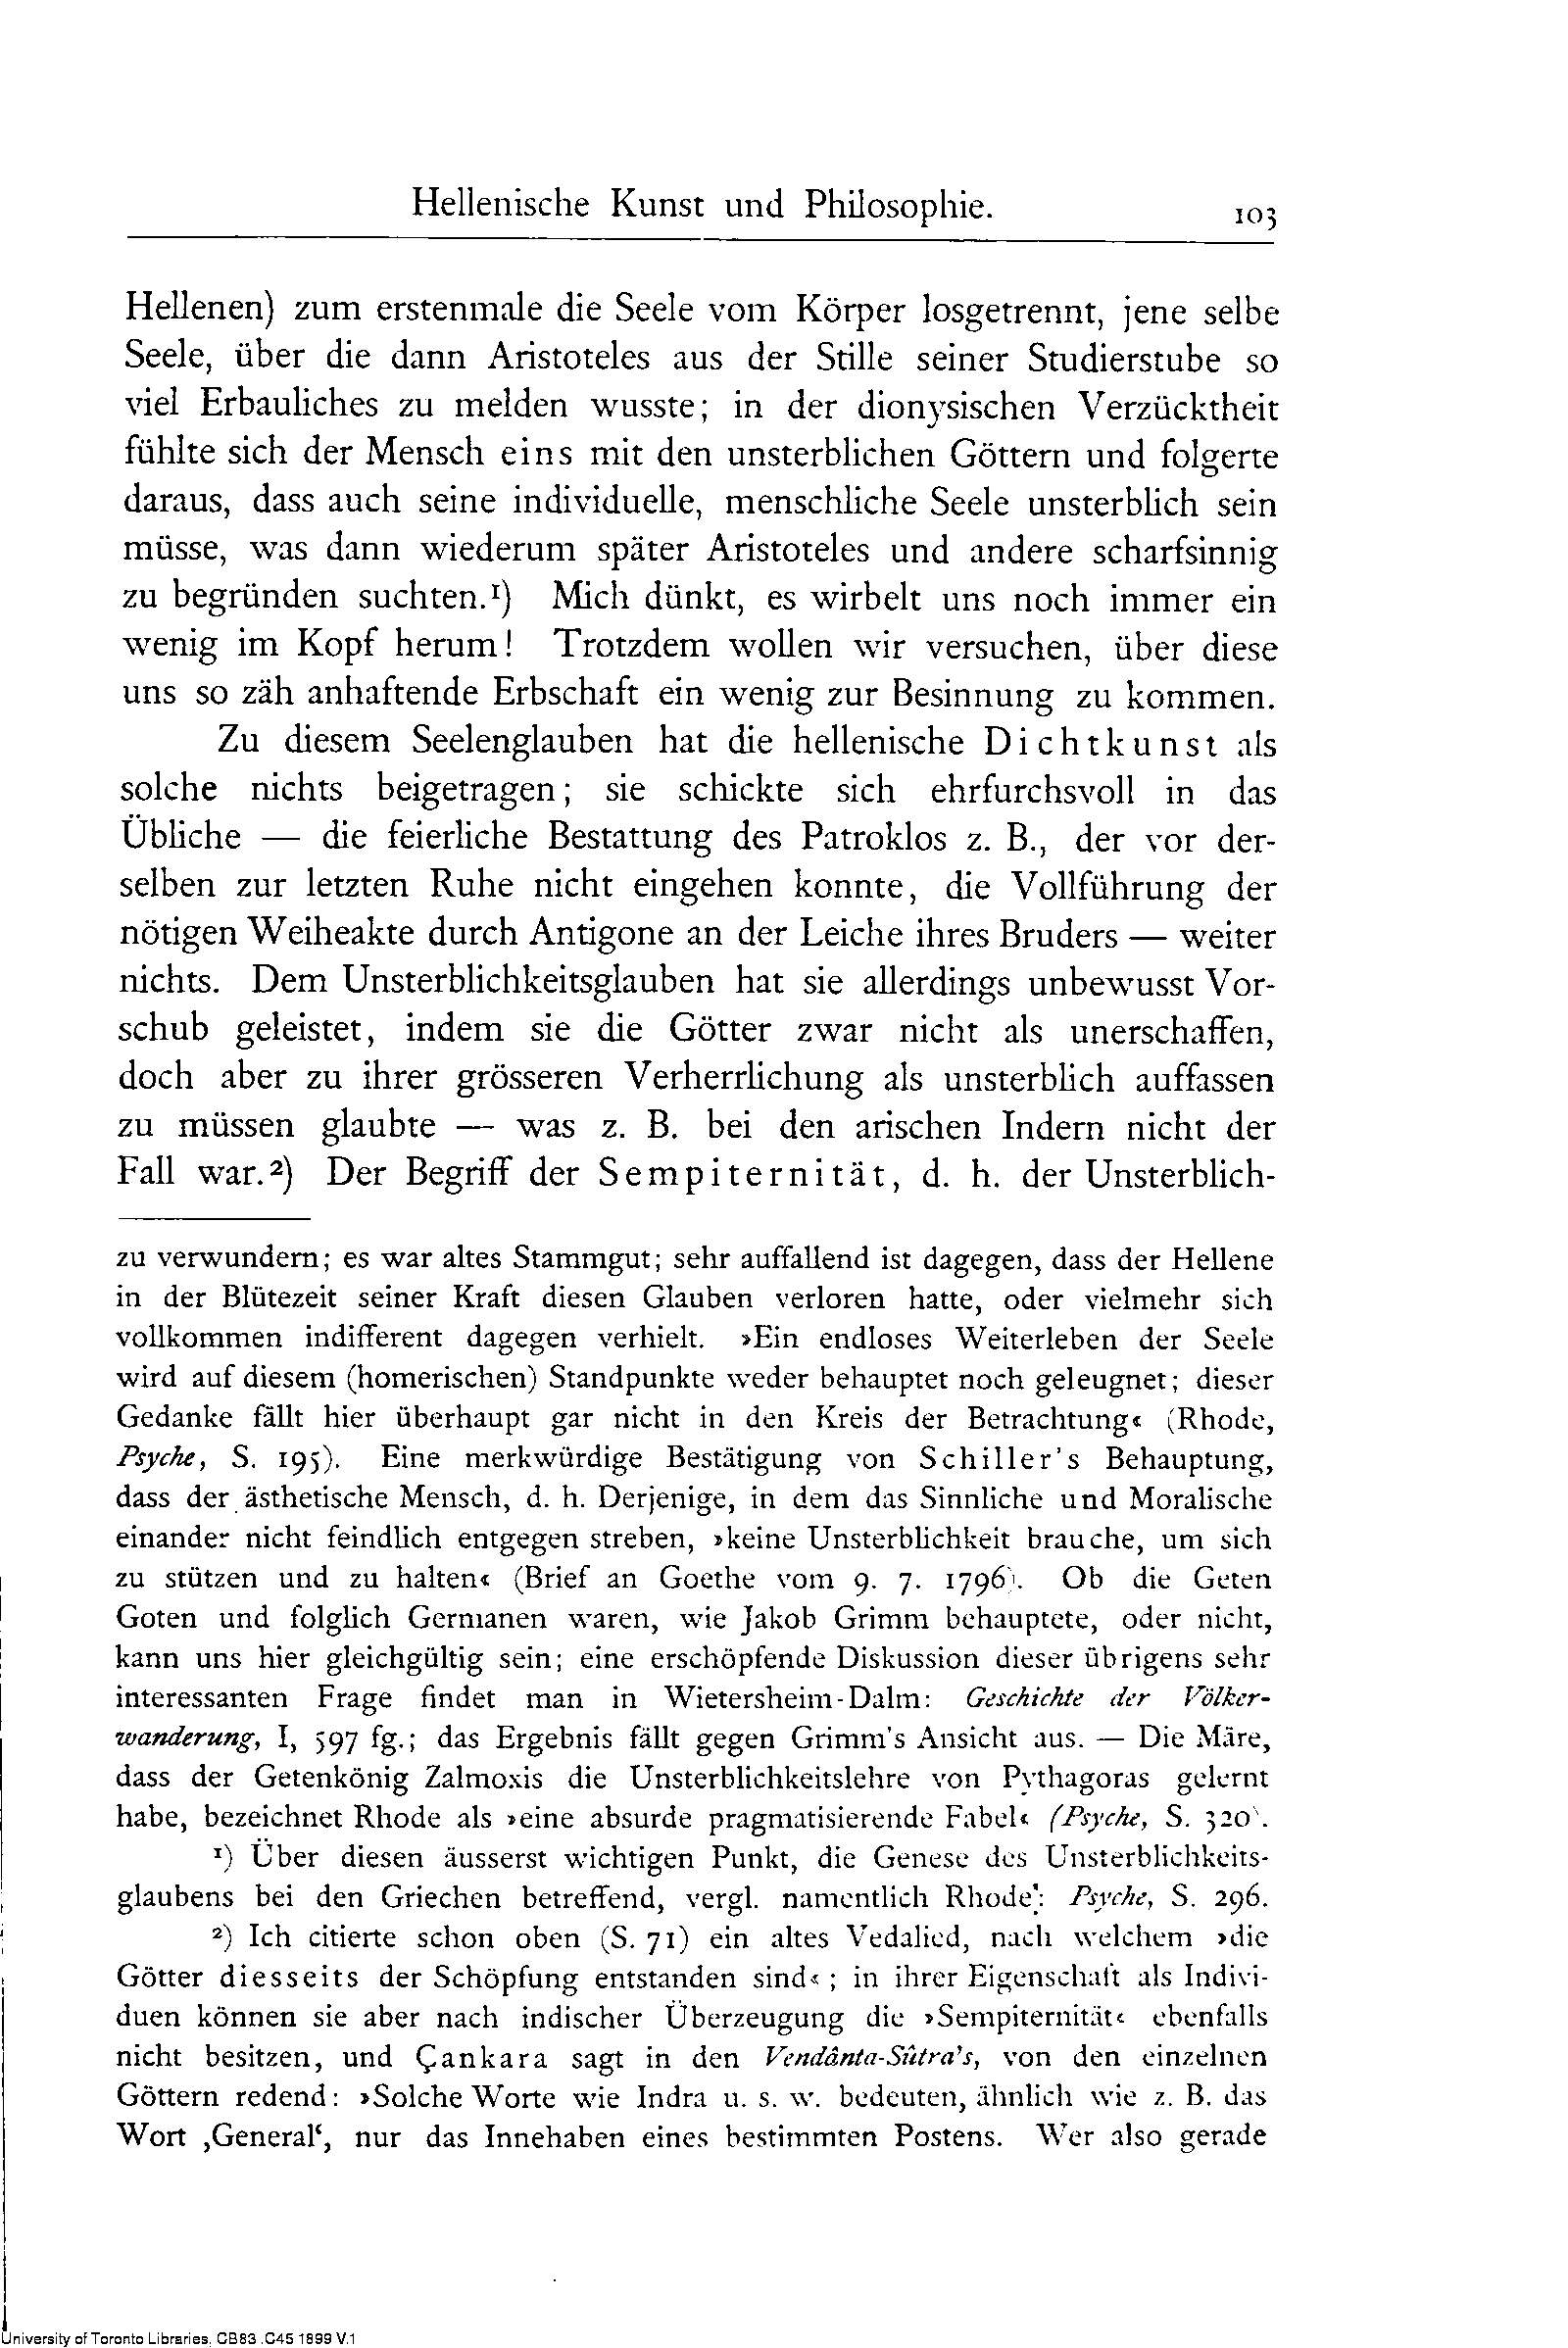 Hellenische Kunst und Philosophie. 103
Hellenen) zum erstenmale die Seele vom Körper losgetrennt, jene selbe
Seele, über die dann Aristoteles aus der Stille seiner Studierstube so
viel Erbauliches zu melden wusste; in der dionysischen Verzücktheit
fühlte sich der Mensch eins mit den unsterblichen Göttern und folgerte
daraus, dass auch seine individuelle, menschliche Seele unsterblich sein
müsse, was dann wiederum später Aristoteles und andere scharfsinnig
zu begründen suchten.¹) Mich dünkt, es wirbelt uns noch immer ein
wenig im Kopf herum! Trotzdem wollen wir versuchen, über diese
uns so zäh anhaftende Erbschaft ein wenig zur Besinnung zu kommen.
Zu diesem Seelenglauben hat die hellenische Dichtkunst als
solche nichts beigetragen; sie schickte sich ehrfurchsvoll in das
Übliche — die feierliche Bestattung des Patroklos z. B., der vor der-
selben zur letzten Ruhe nicht eingehen konnte, die Vollführung der
nötigen Weiheakte durch Antigone an der Leiche ihres Bruders — weiter
nichts. Dem Unsterblichkeitsglauben hat sie allerdings unbewusst Vor-
schub geleistet, indem sie die Götter zwar nicht als unerschaffen,
doch aber zu ihrer grösseren Verherrlichung als unsterblich auffassen
zu müssen glaubte — was z. B. bei den arischen Indern nicht der
Fall war.²) Der Begriff der Sempiternität, d. h. der Unsterblich-
zu verwundern; es war altes Stammgut; sehr auffallend ist dagegen, dass der Hellene
in der Blütezeit seiner Kraft diesen Glauben verloren hatte, oder vielmehr sich
vollkommen indifferent dagegen verhielt. »Ein endloses Weiterleben der Seele
wird auf diesem (homerischen) Standpunkte weder behauptet noch geleugnet; dieser
Gedanke fällt hier überhaupt gar nicht in den Kreis der Betrachtung« (Rhode,
Psyche, S. 195). Eine merkwürdige Bestätigung von Schiller's Behauptung,
dass der ästhetische Mensch, d. h. Derjenige, in dem das Sinnliche und Moralische
einander nicht feindlich entgegen streben, »keine Unsterblichkeit brauche, um sich
zu stützen und zu halten« (Brief an Goethe vom 9. 7. 1796). Ob die Geten
Goten und folglich Germanen waren, wie Jakob Grimm behauptete, oder nicht,
kann uns hier gleichgültig sein; eine erschöpfende Diskussion dieser übrigens sehr
interessanten Frage findet man in Wietersheim-Dalm: Geschichte der Völker-
wanderung, I, 597 fg.; das Ergebnis fällt gegen Grimm's Ansicht aus. — Die Märe,
dass der Getenkönig Zalmoxis die Unsterblichkeitslehre von Pythagoras gelernt
habe, bezeichnet Rhode als »eine absurde pragmatisierende Fabel« (Psyche, S. 320).
¹) Über diesen äusserst wichtigen Punkt, die Genese des Unsterblichkeits-
glaubens bei den Griechen betreffend, vergl. namentlich Rhode: Psyche, S. 296.
²) Ich citierte schon oben (S. 71) ein altes Vedalied, nach welchem »die
Götter diesseits der Schöpfung entstanden sind«; in ihrer Eigenschaft als Indivi-
duen können sie aber nach indischer Überzeugung die »Sempiternität« ebenfalls
nicht besitzen, und Çankara sagt in den Vendânta-Sûtra's, von den einzelnen
Göttern redend: »Solche Worte wie Indra u. s. w. bedeuten, ähnlich wie z. B. das
Wort ‚General‘, nur das Innehaben eines bestimmten Postens. Wer also gerade
University of Toronto Libraries, CB83 .C45 1899 V.1